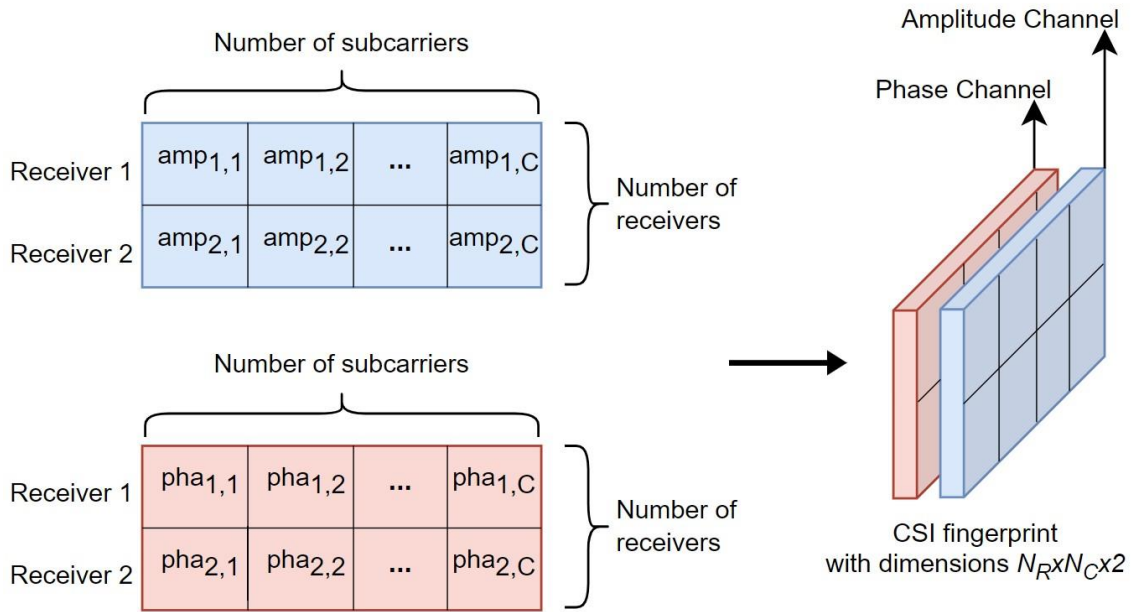 Number of subcarriers
Receiver 1 amp1,1 amp1,2 ... amp1,C
Receiver 2 amp2,1 amp2,2 ... amp2,C
Number of
receivers
Number of subcarriers
Receiver 1 pha1,1 pha1,2 ... pha1,C
Receiver 2 pha2,1 pha2,2 ... pha2,C
Number of
receivers
Amplitude Channel
Phase Channel
CSI fingerprint
with dimensions NRxNCx2